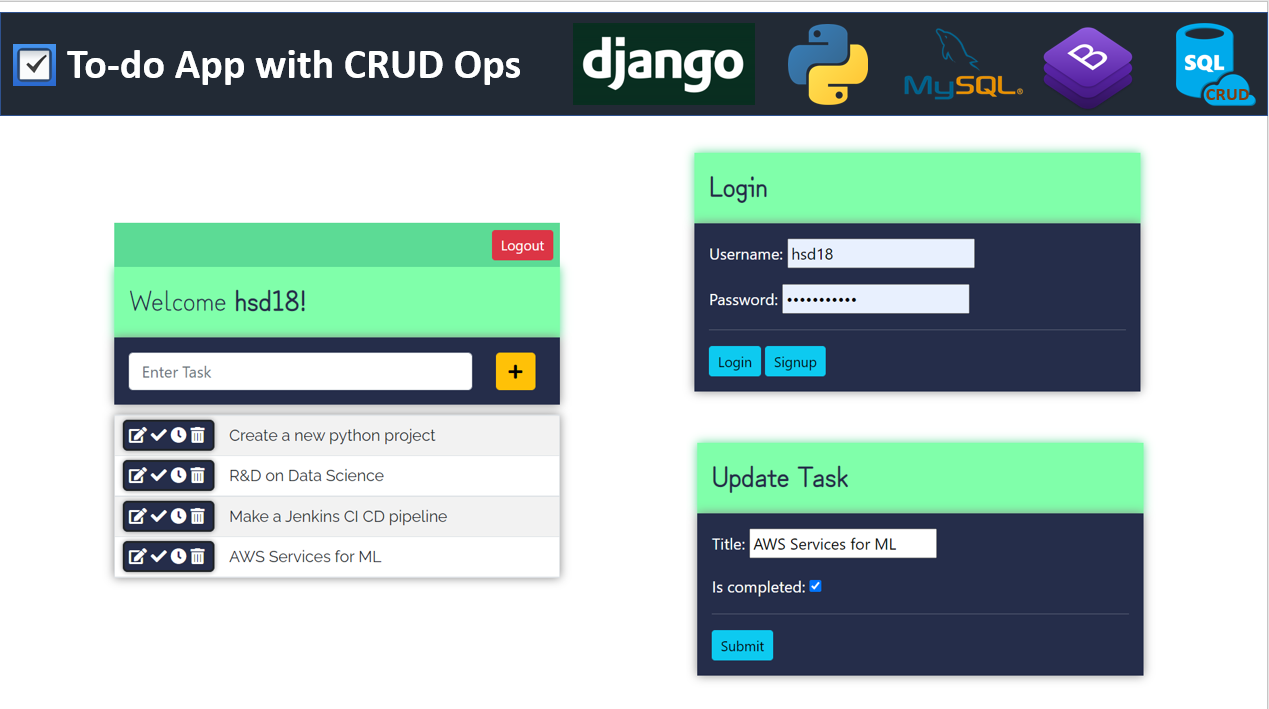 To-do App with CRUD Ops
django
MySQL®
B
SQL
CRUD
Logout
Welcome hsd18!
Enter Task
+
Create a new python project
R&D on Data Science
Make a Jenkins CI CD pipeline
AWS Services for ML
Login
Username: hsd18
Password: •••••••••••
Login Signup
Update Task
Title: AWS Services for ML
Is completed:
Submit